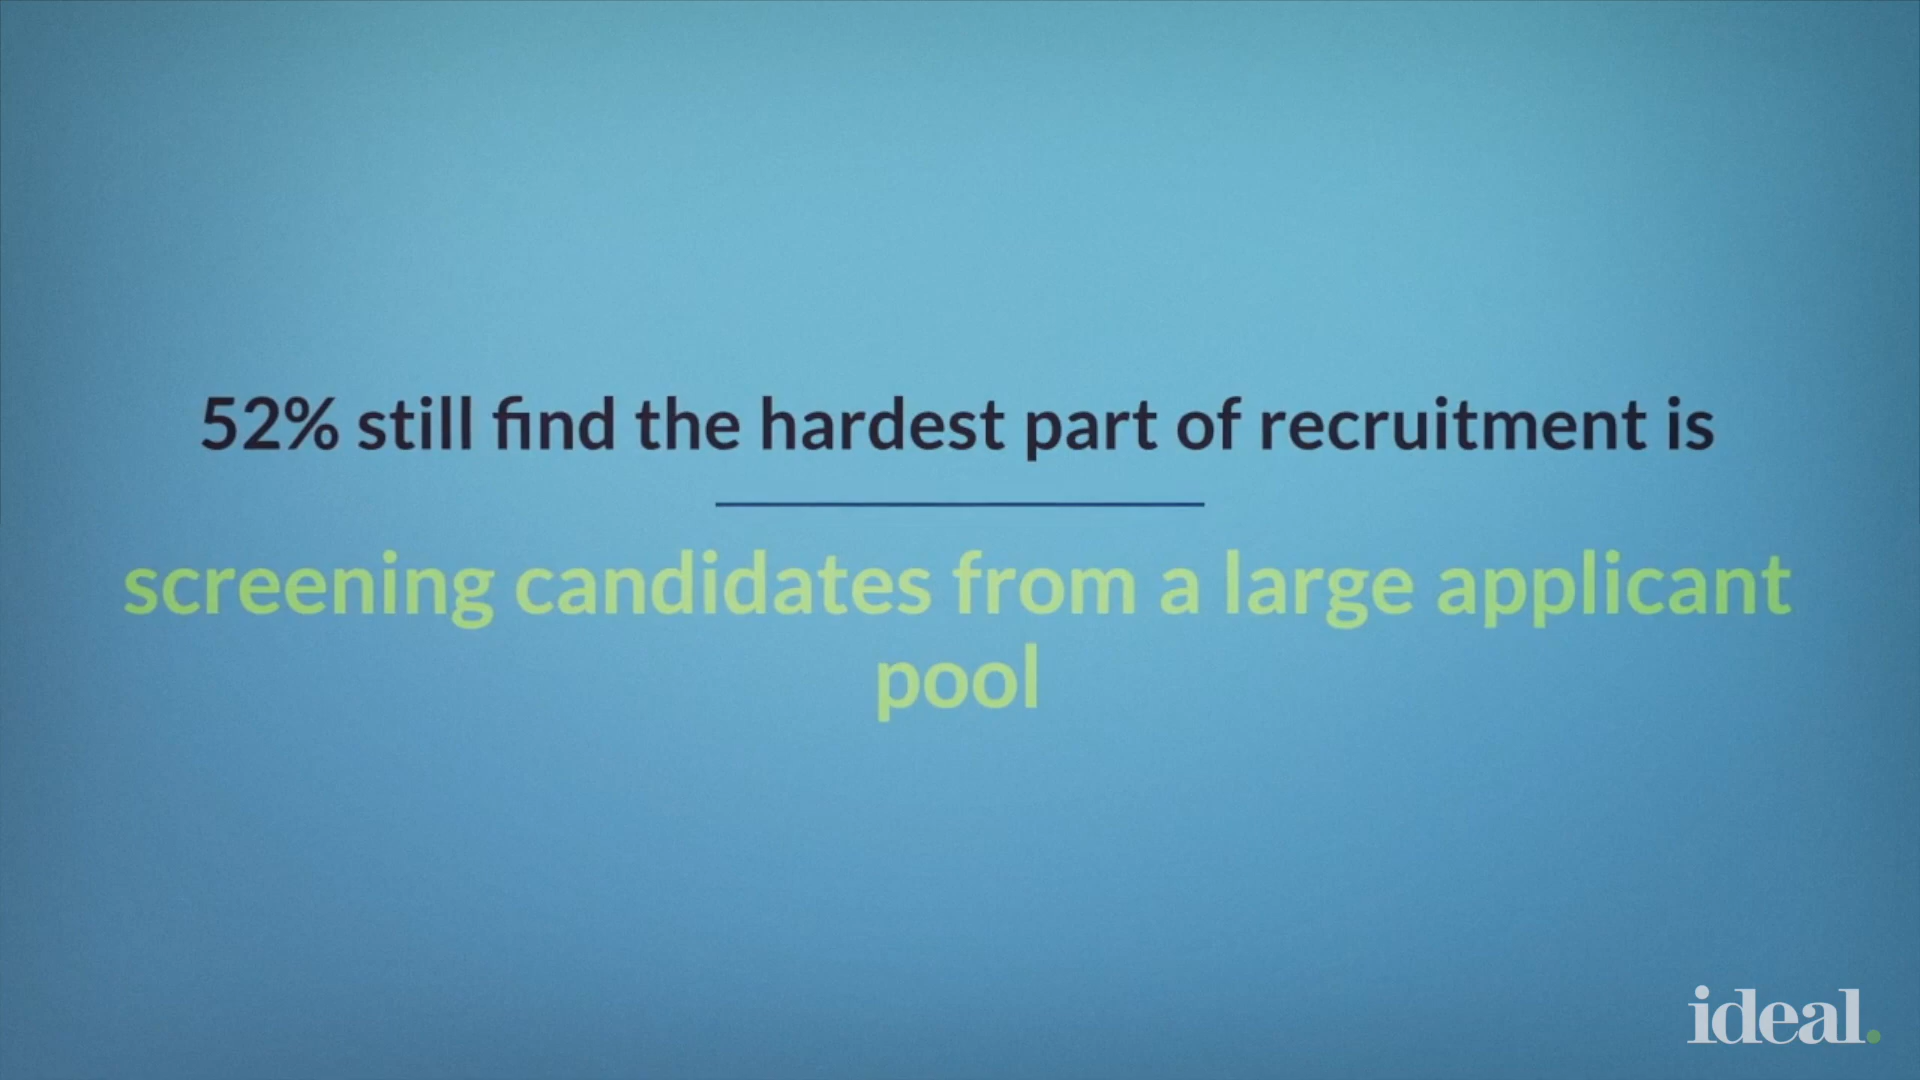 52% still find the hardest part of recruitment is
screening candidates from a large applicant
pool
ideal.